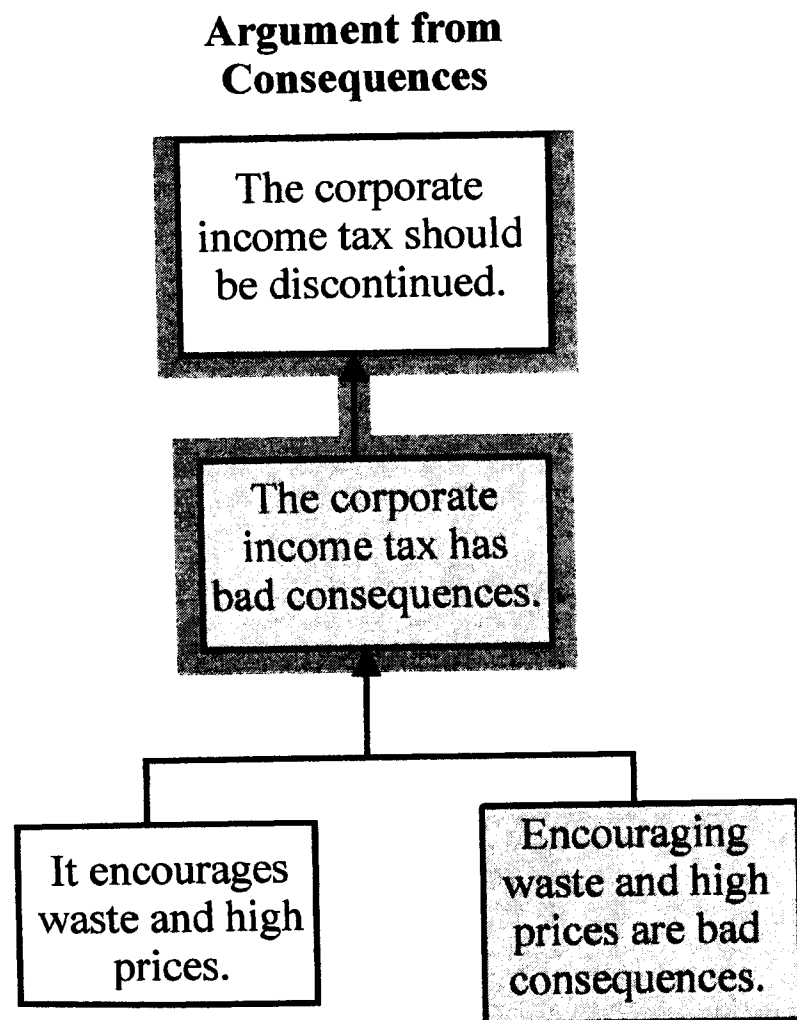 Argument from
Consequences
The corporate
income tax should
be discontinued.
The corporate
income tax has
bad consequences.
It encourages
waste and high
prices.
Encouraging
waste and high
prices are bad
consequences.